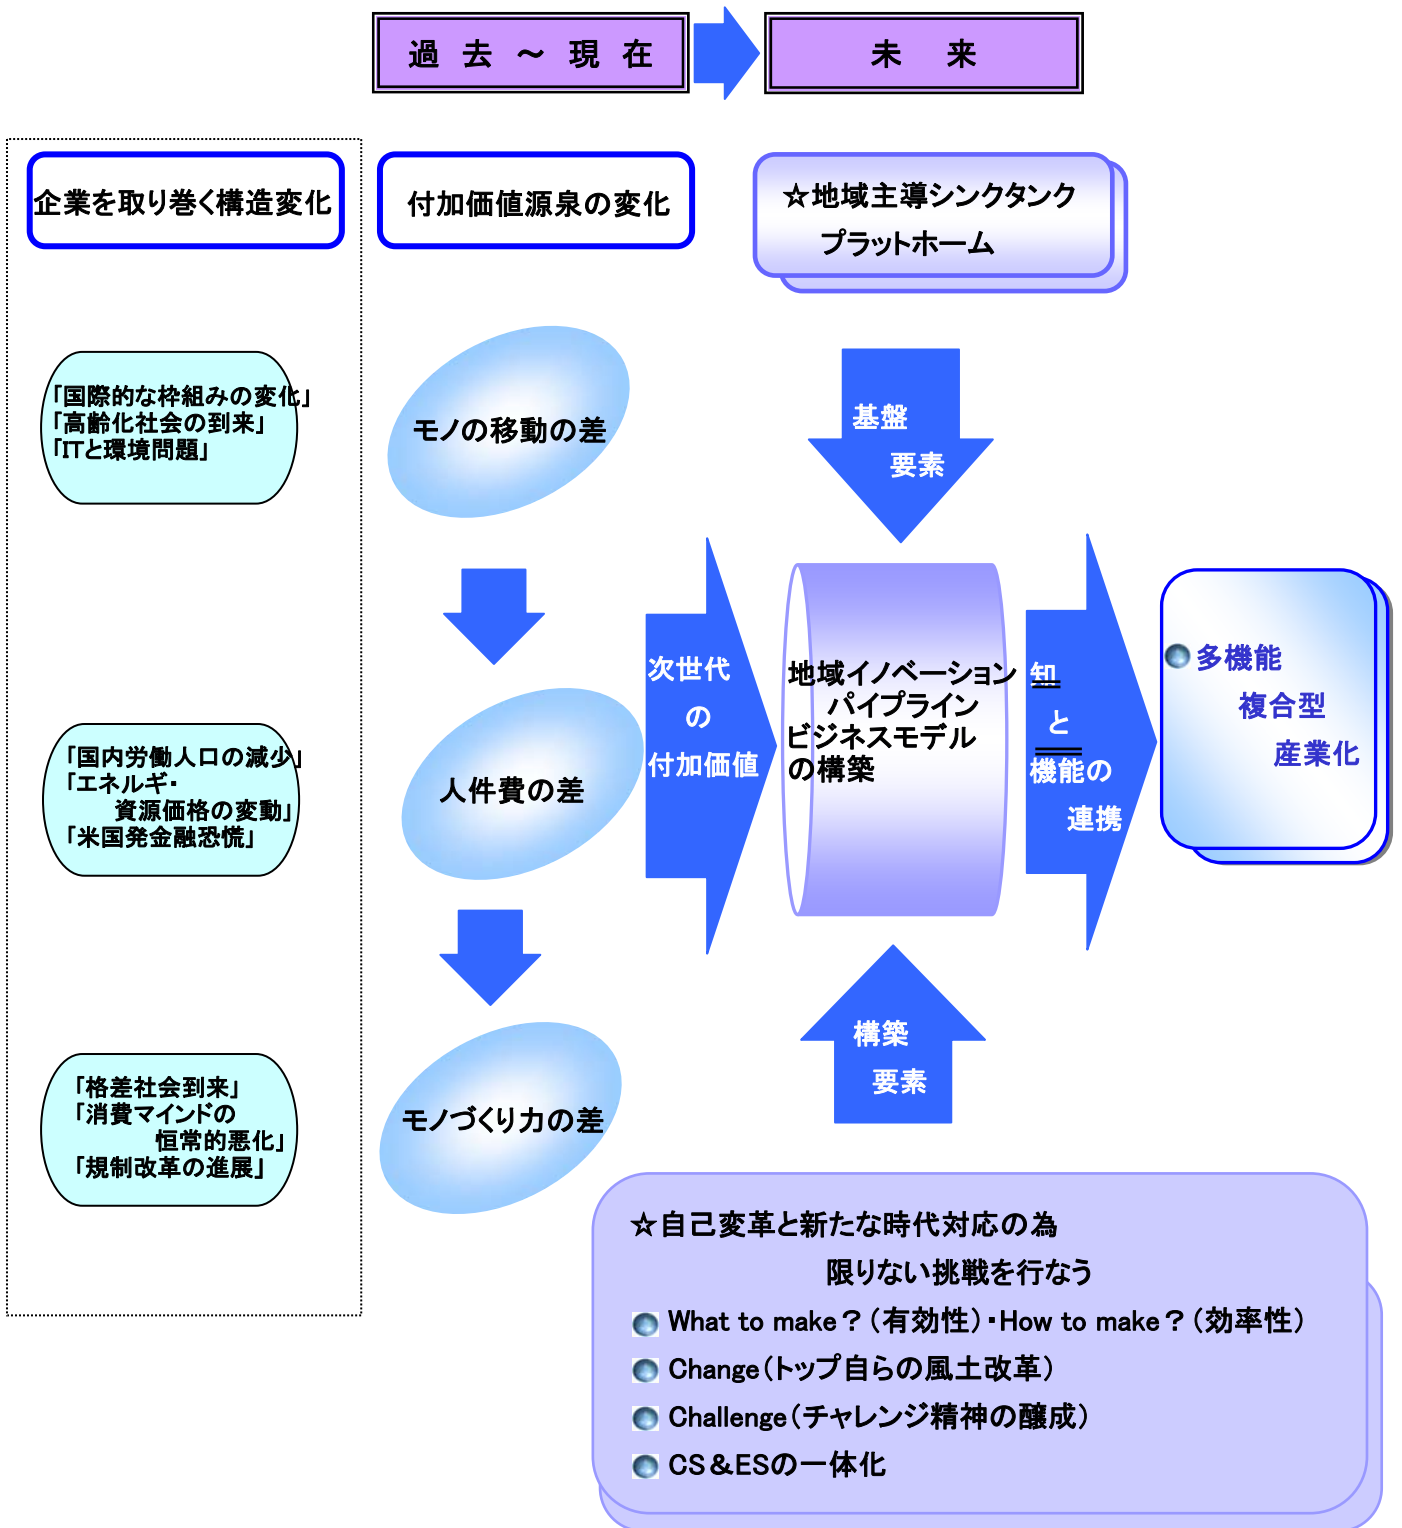 過 去 ～ 現 在
未 来
企業を取り巻く構造変化
付加価値源泉の変化
☆地域主導シンクタンク
プラットホーム
「国際的な枠組みの変化」
「高齢化社会の到来」
「ITと環境問題」
モノの移動の差
基盤
要素
「国内労働人口の減少」
「エネルギ・
資源価格の変動」
「米国発金融恐慌」
人件費の差
次世代
の
付加価値
地域イノベーション
パイプライン
ビジネスモデル
の構築
知
と
機能の
連携
多機能
複合型
産業化
「格差社会到来」
「消費マインドの
恒常的悪化」
「規制改革の進展」
モノづくり力の差
構築
要素
☆自己変革と新たな時代対応の為
限りない挑戦を行なう
What to make？（有効性）・How to make？（効率性）
Change（トップ自らの風土改革）
Challenge（チャレンジ精神の醸成）
CS＆ESの一体化